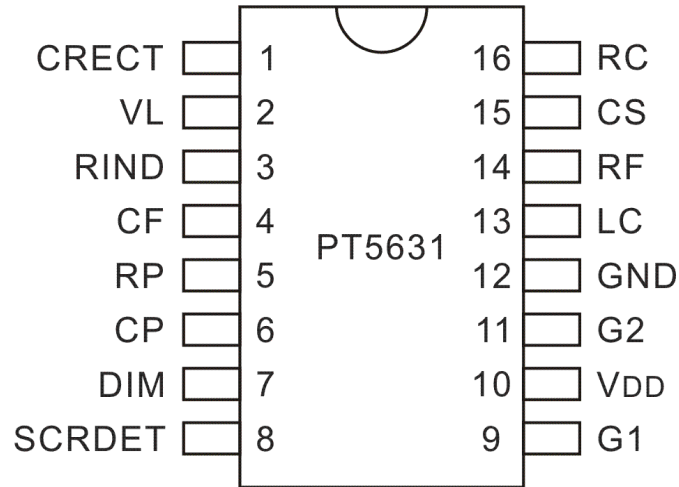 CRECT 1 16 RC
VL 2 15 CS
RIND 3 14 RF
CF 4 13 LC
PT5631
RP 5 12 GND
CP 6 11 G2
DIM 7 10 VDD
SCRDET 8 9 G1